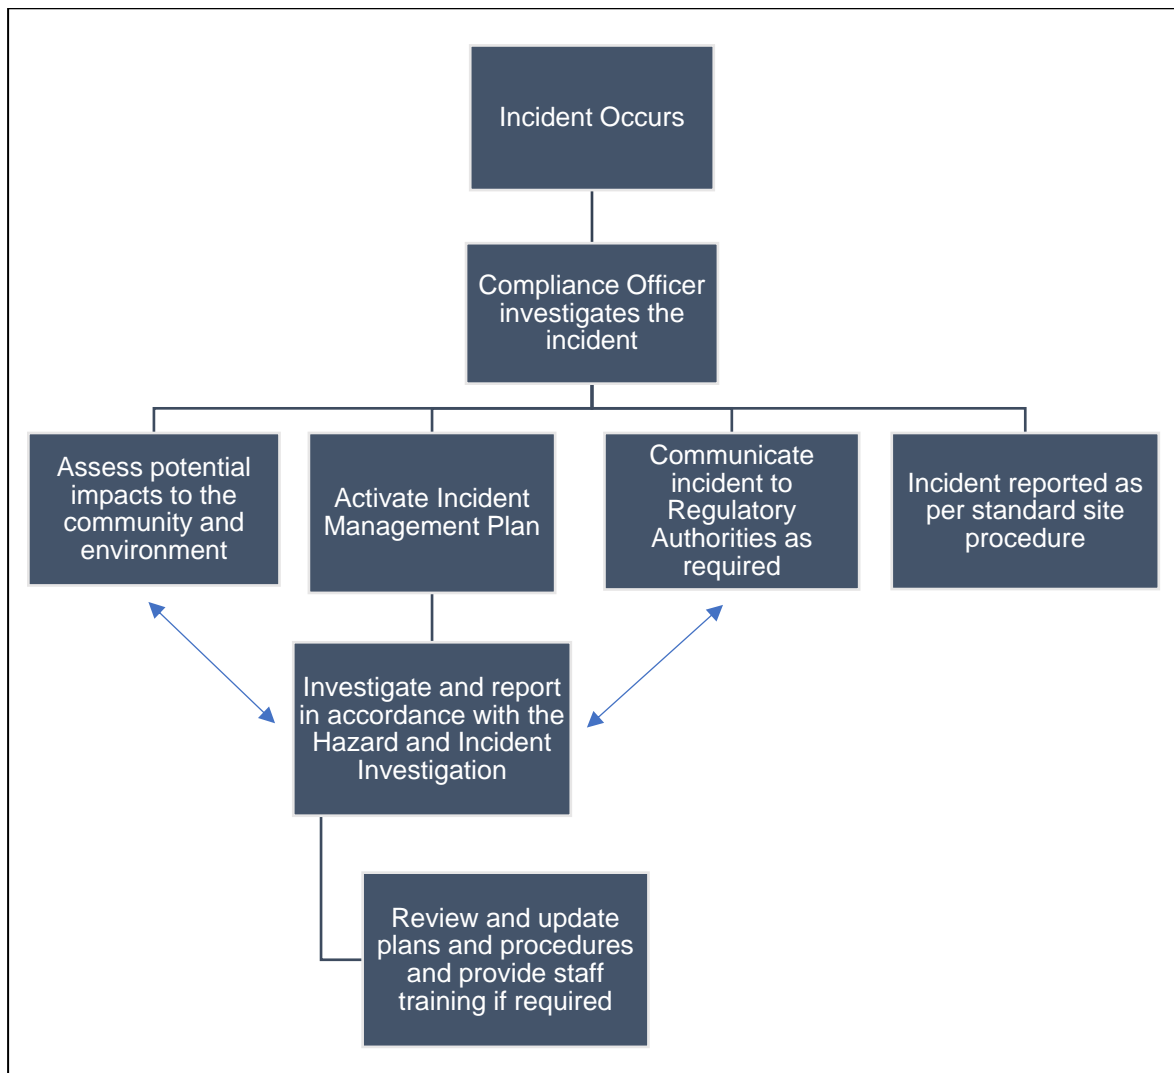 Incident Occurs
Compliance Officer
investigates the
incident
Assess potential
impacts to the
community and
environment
Activate Incident
Management Plan
Communicate
incident to
Regulatory
Authorities as
required
Incident reported as
per standard site
procedure
Investigate and report
in accordance with the
Hazard and Incident
Investigation
Review and update
plans and procedures
and provide staff
training if required